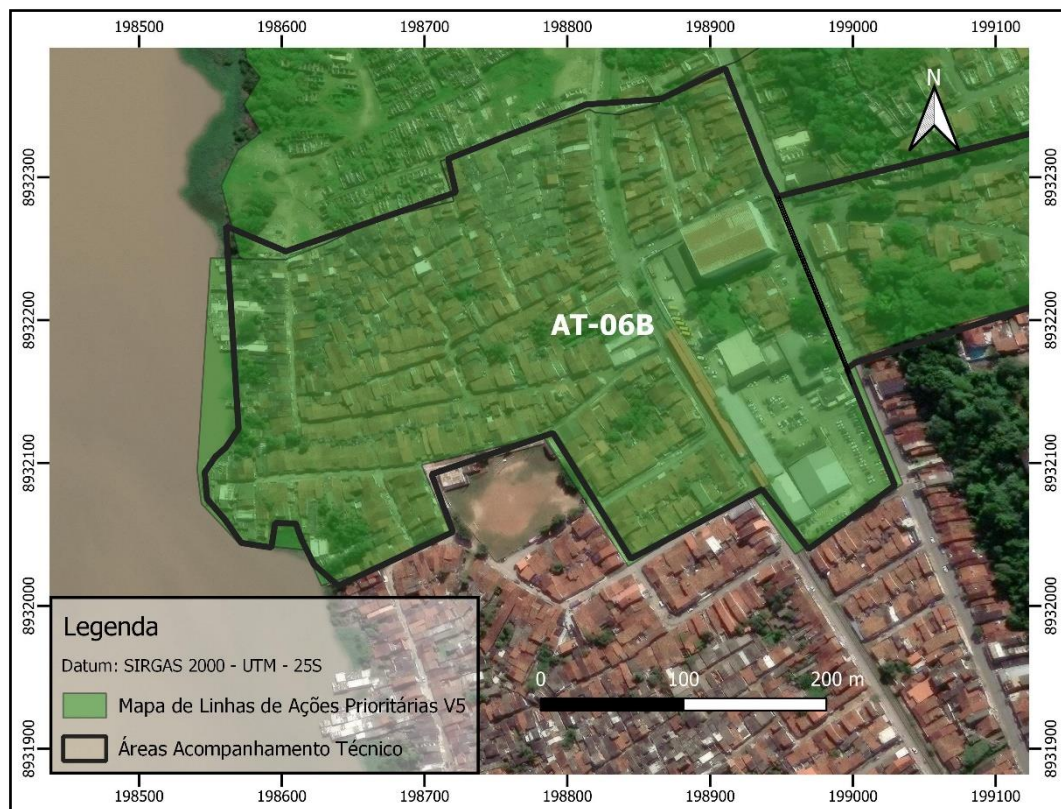 198500 198600 198700 198800 198900 199000 199100
N
8932300 8932300
8932200 8932200
AT-06B
8932100 8932100
8932000 8932000
Legenda
Datum: SIRGAS 2000 - UTM - 25S
0 100 200 m
Mapa de Linhas de Ações Prioritárias V5
Áreas Acompanhamento Técnico
8931900 8931900
198500 198600 198700 198800 198900 199000 199100